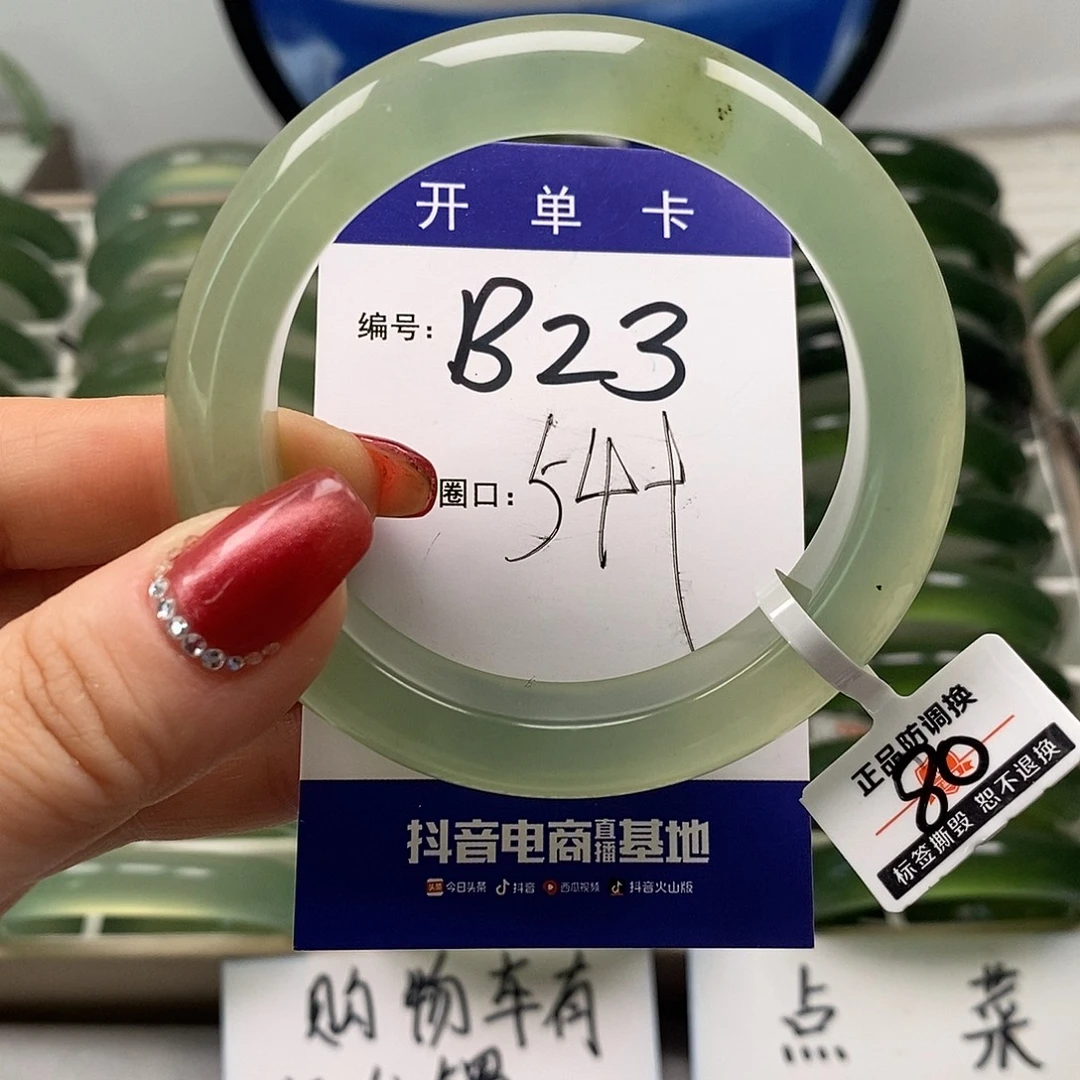 开单卡
编号：B23
圈口：54+
正品防调换
80
标签撕毁 恕不退换
抖音电商直播基地
头条 今日头条 抖音 西瓜视频 抖音火山版
购物车有
点菜